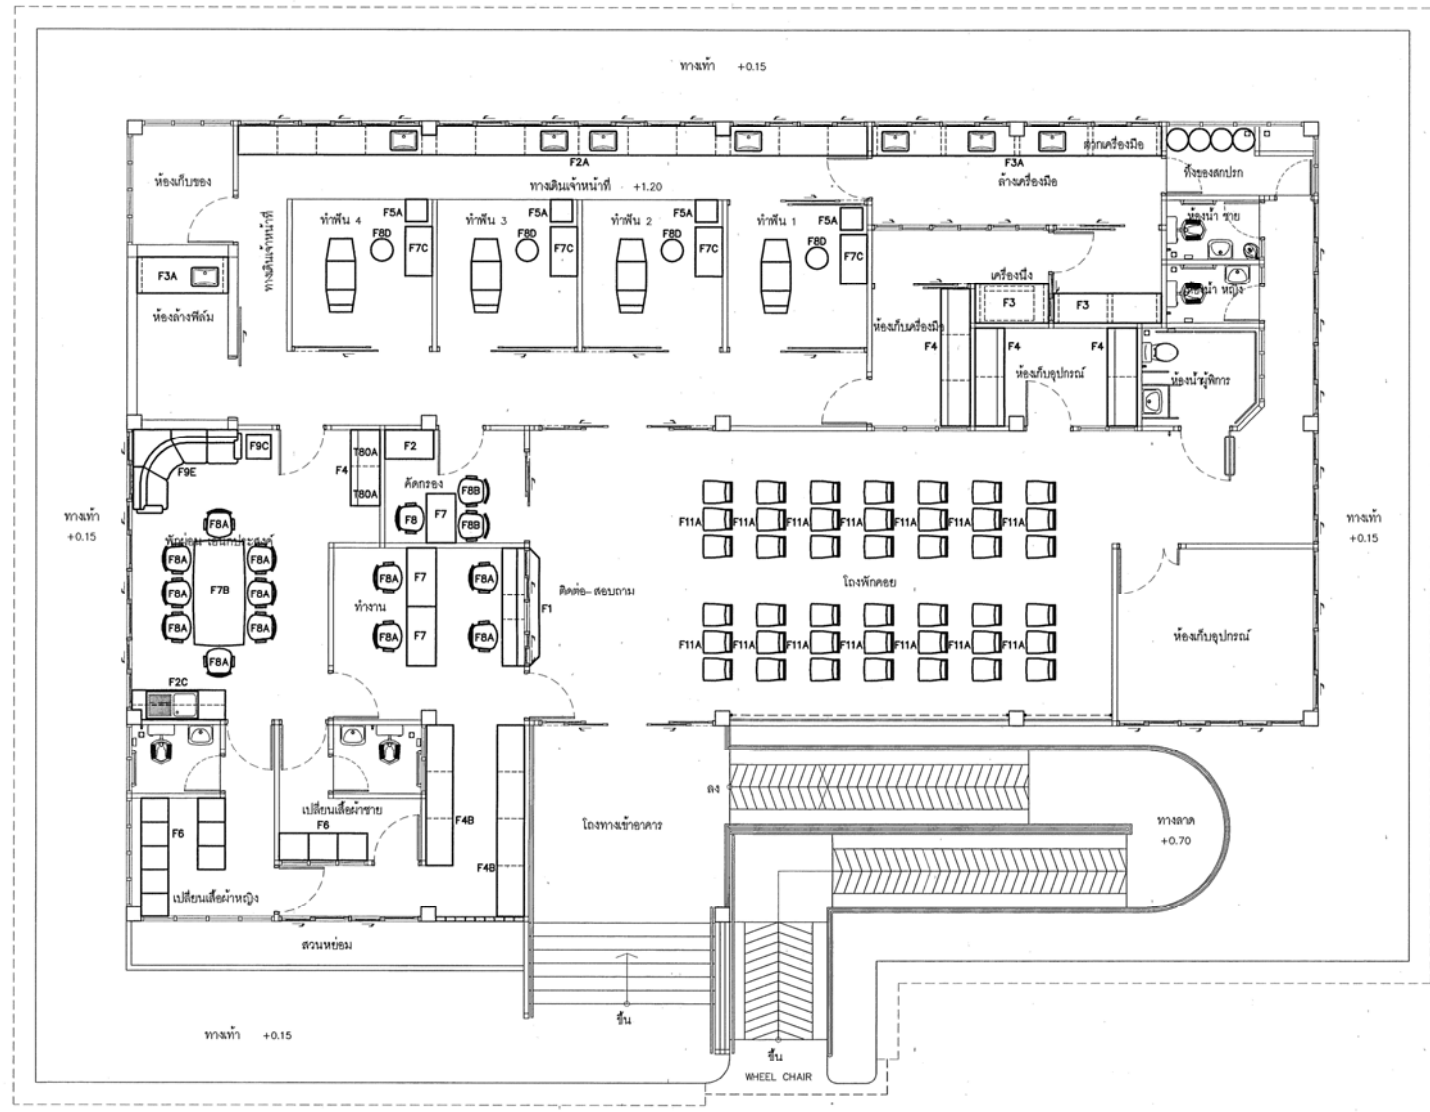 ทางเท้า +0.15
ตากเครื่องมือ
F2A
F3A
ห้องเก็บของ
ทางเดินเจ้าหน้าที่ +1.20
ล้างเครื่องมือ
ทิ้งของสกปรก
ทางเดินเจ้าหน้าที่
ทำฟัน 4
F5A
F8D
F7C
ทำฟัน 3
F5A
F8D
F7C
ทำฟัน 2
F5A
F8D
F7C
ทำฟัน 1
F5A
F8D
F7C
ห้องน้ำ ชาย
ห้องน้ำ หญิง
F3A
ห้องล้างฟิล์ม
เครื่องนึ่ง
F3
F3
ห้องเก็บเครื่องมือ
F4
F4
F4
ห้องเก็บอุปกรณ์
ห้องน้ำผู้พิการ
F9E
F9C
T80A
F4
T80A
F2
คัดกรอง
F8
F7
F8B
F8B
ทางเท้า
+0.15
F8A
พักผ่อน เอนกประสงค์
F8A
F8A
F8A
F7B
F8A
F8A
F8A
F8A
F2C
F8A
F7
F8A
ทำงาน
F8A
F7
F8A
F1
ติดต่อ- สอบถาม
F11A F11A F11A F11A F11A F11A F11A
โถงพักคอย
F11A F11A F11A F11A F11A F11A F11A
ห้องเก็บอุปกรณ์
ทางเท้า
+0.15
F6
เปลี่ยนเสื้อผ้าชาย
F6
F4B
F4B
เปลี่ยนเสื้อผ้าหญิง
โถงทางเข้าอาคาร
ลง
ทางลาด
+0.70
สวนหย่อม
ขึ้น
ทางเท้า +0.15
ขึ้น
WHEEL CHAIR